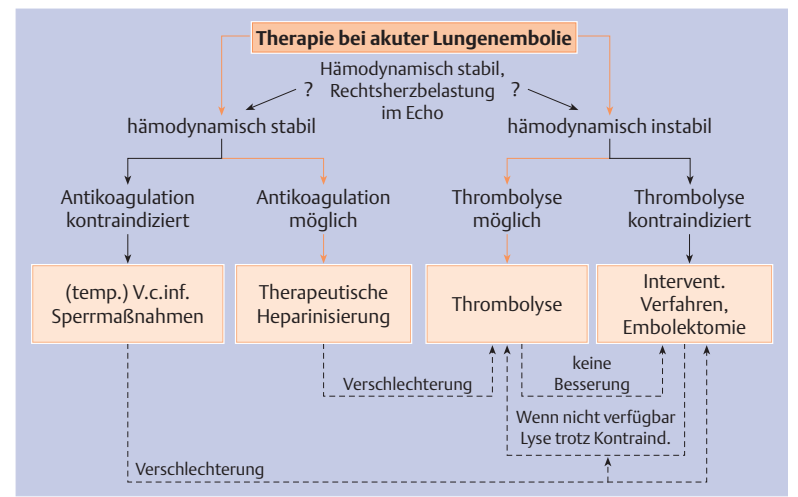 Therapie bei akuter Lungenembolie
Hämodynamisch stabil,
? Rechtsherzbelastung ?
im Echo
hämodynamisch stabil
hämodynamisch instabil
Antikoagulation
kontraindiziert
Antikoagulation
möglich
Thrombolyse
möglich
Thrombolyse
kontraindiziert
(temp.) V.c.inf.
Sperrmaßnahmen
Therapeutische
Heparinisierung
Thrombolyse
Intervent.
Verfahren,
Embolektomie
Verschlechterung
keine
Besserung
Wenn nicht verfügbar
Lyse trotz Kontraind.
Verschlechterung